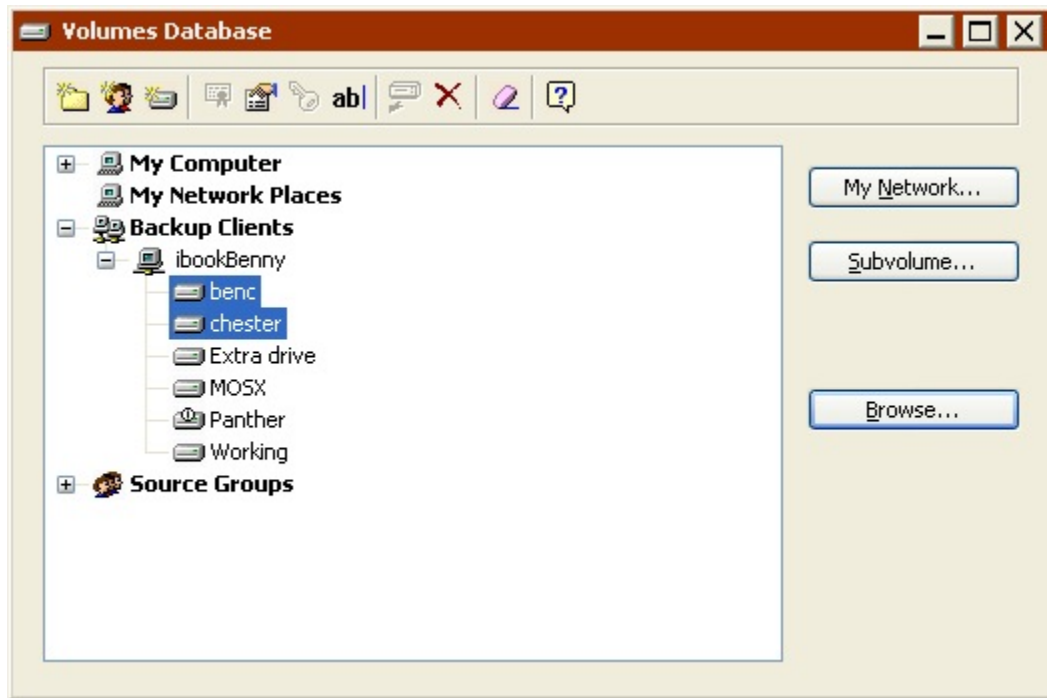 Volumes Database
ab|
My Computer
My Network Places
Backup Clients
ibookBenny
benc
chester
Extra drive
MOSX
Panther
Working
Source Groups
My Network...
Subvolume...
Browse...